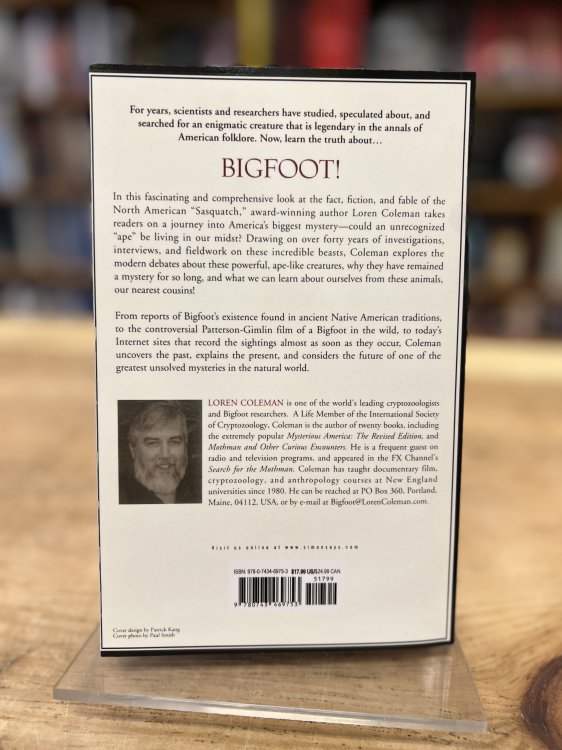 For years, scientists and researchers have studied, speculated about, and
searched for an enigmatic creature that is legendary in the annals of
American folklore. Now, learn the truth about…
BIGFOOT!
In this fascinating and comprehensive look at the fact, fiction, and fable of the
North American “Sasquatch,” award-winning author Loren Coleman takes
readers on a journey into America’s biggest mystery—could an unrecognized
“ape” be living in our midst? Drawing on over forty years of investigations,
interviews, and fieldwork on these incredible beasts, Coleman explores the
modern debates about these powerful, ape-like creatures, why they have remained
a mystery for so long, and what we can learn about ourselves from these animals,
our nearest cousins!
From reports of Bigfoot’s existence found in ancient Native American traditions,
to the controversial Patterson-Gimlin film of a Bigfoot in the wild, to today’s
Internet sites that record the sightings almost as soon as they occur, Coleman
uncovers the past, explains the present, and considers the future of one of the
greatest unsolved mysteries in the natural world.
LOREN COLEMAN is one of the world’s leading cryptozoologists
and Bigfoot researchers. A Life Member of the International Society
of Cryptozoology, Coleman is the author of twenty books, including
the extremely popular Mysterious America: The Revised Edition, and
Mothman and Other Curious Encounters. He is a frequent guest on
radio and television programs, and appeared in the FX Channel’s
Search for the Mothman. Coleman has taught documentary film,
cryptozoology, and anthropology courses at New England
universities since 1980. He can be reached at PO Box 360, Portland,
Maine, 04112, USA, or by e-mail at Bigfoot@LorenColeman.com.
Visit us online at www.simonsays.com
ISBN: 978-0-7434-6975-3 $17.99 US/$24.99 CAN
51799
9 780743 469753
Cover design by Patrick Kang
Cover photo by Paul Smith